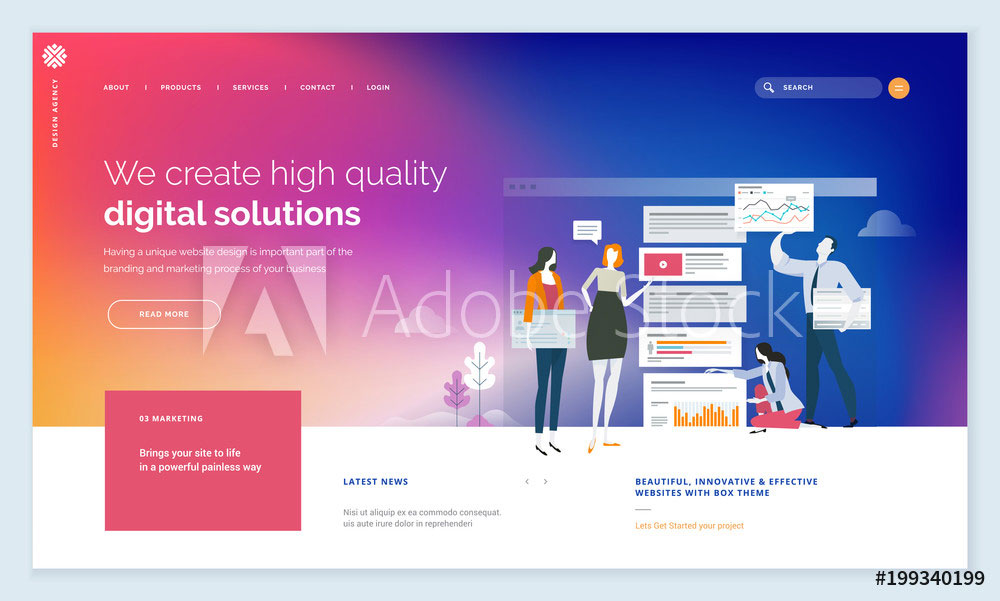 DESIGN AGENCY
ABOUT | PRODUCTS | SERVICES | CONTACT | LOGIN
SEARCH
We create high quality
digital solutions
Having a unique website design is important part of the
branding and marketing process of your business
READ MORE
Adobe Stock
03 MARKETING
Brings your site to life
in a powerful painless way
LATEST NEWS
Nisi ut aliquip ex ea commodo consequat.
uis aute irure dolor in reprehenderi
BEAUTIFUL, INNOVATIVE & EFFECTIVE
WEBSITES WITH BOX THEME
Lets Get Started your project
#199340199